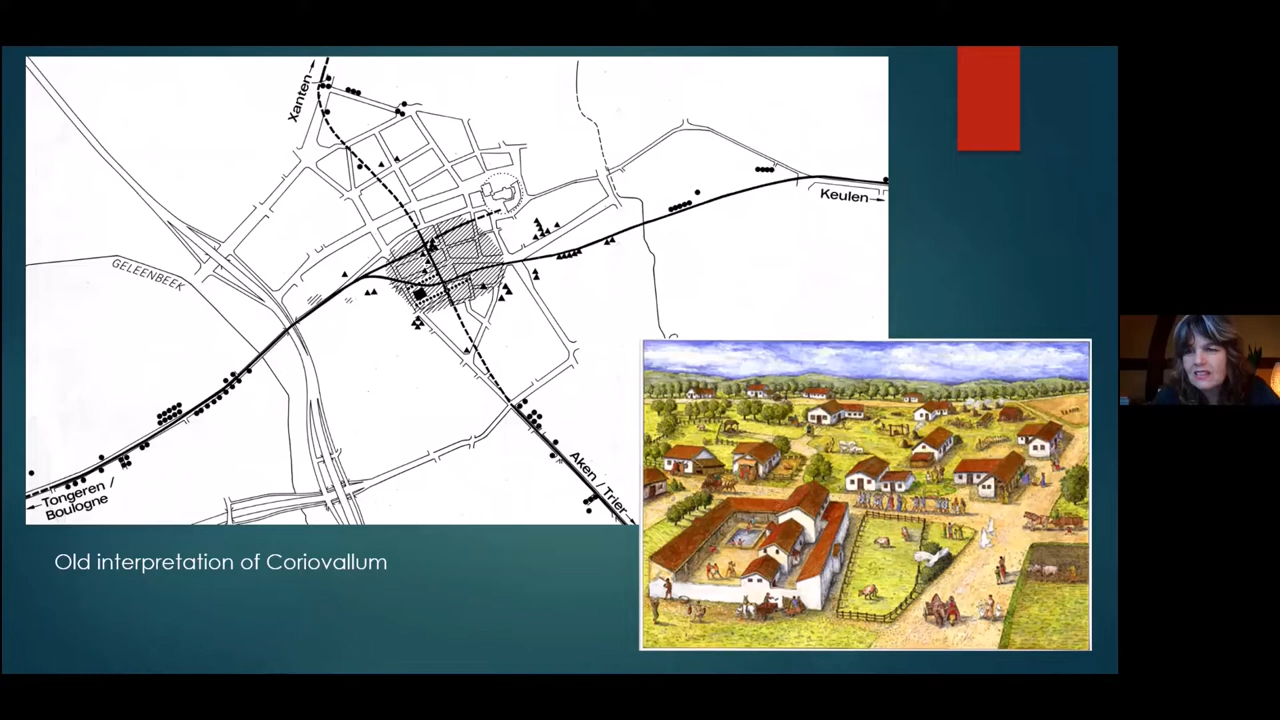 Xanten
Keulen
GELEENBEEK
Aken / Trier
Tongeren /
Boulogne
Old interpretation of Coriovallum